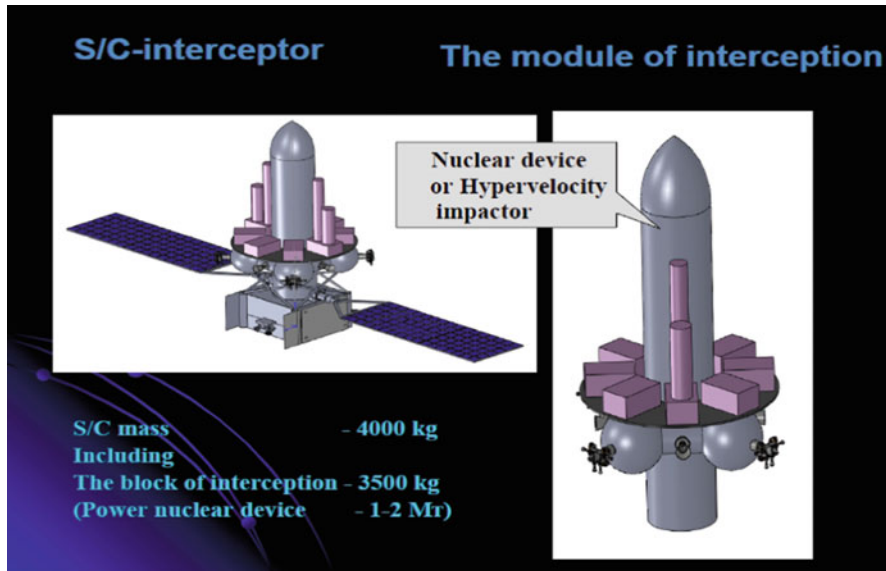 S/C-interceptor
The module of interception
Nuclear device
or Hypervelocity
impactor
S/C mass - 4000 kg
Including
The block of interception - 3500 kg
(Power nuclear device - 1-2 Мт)